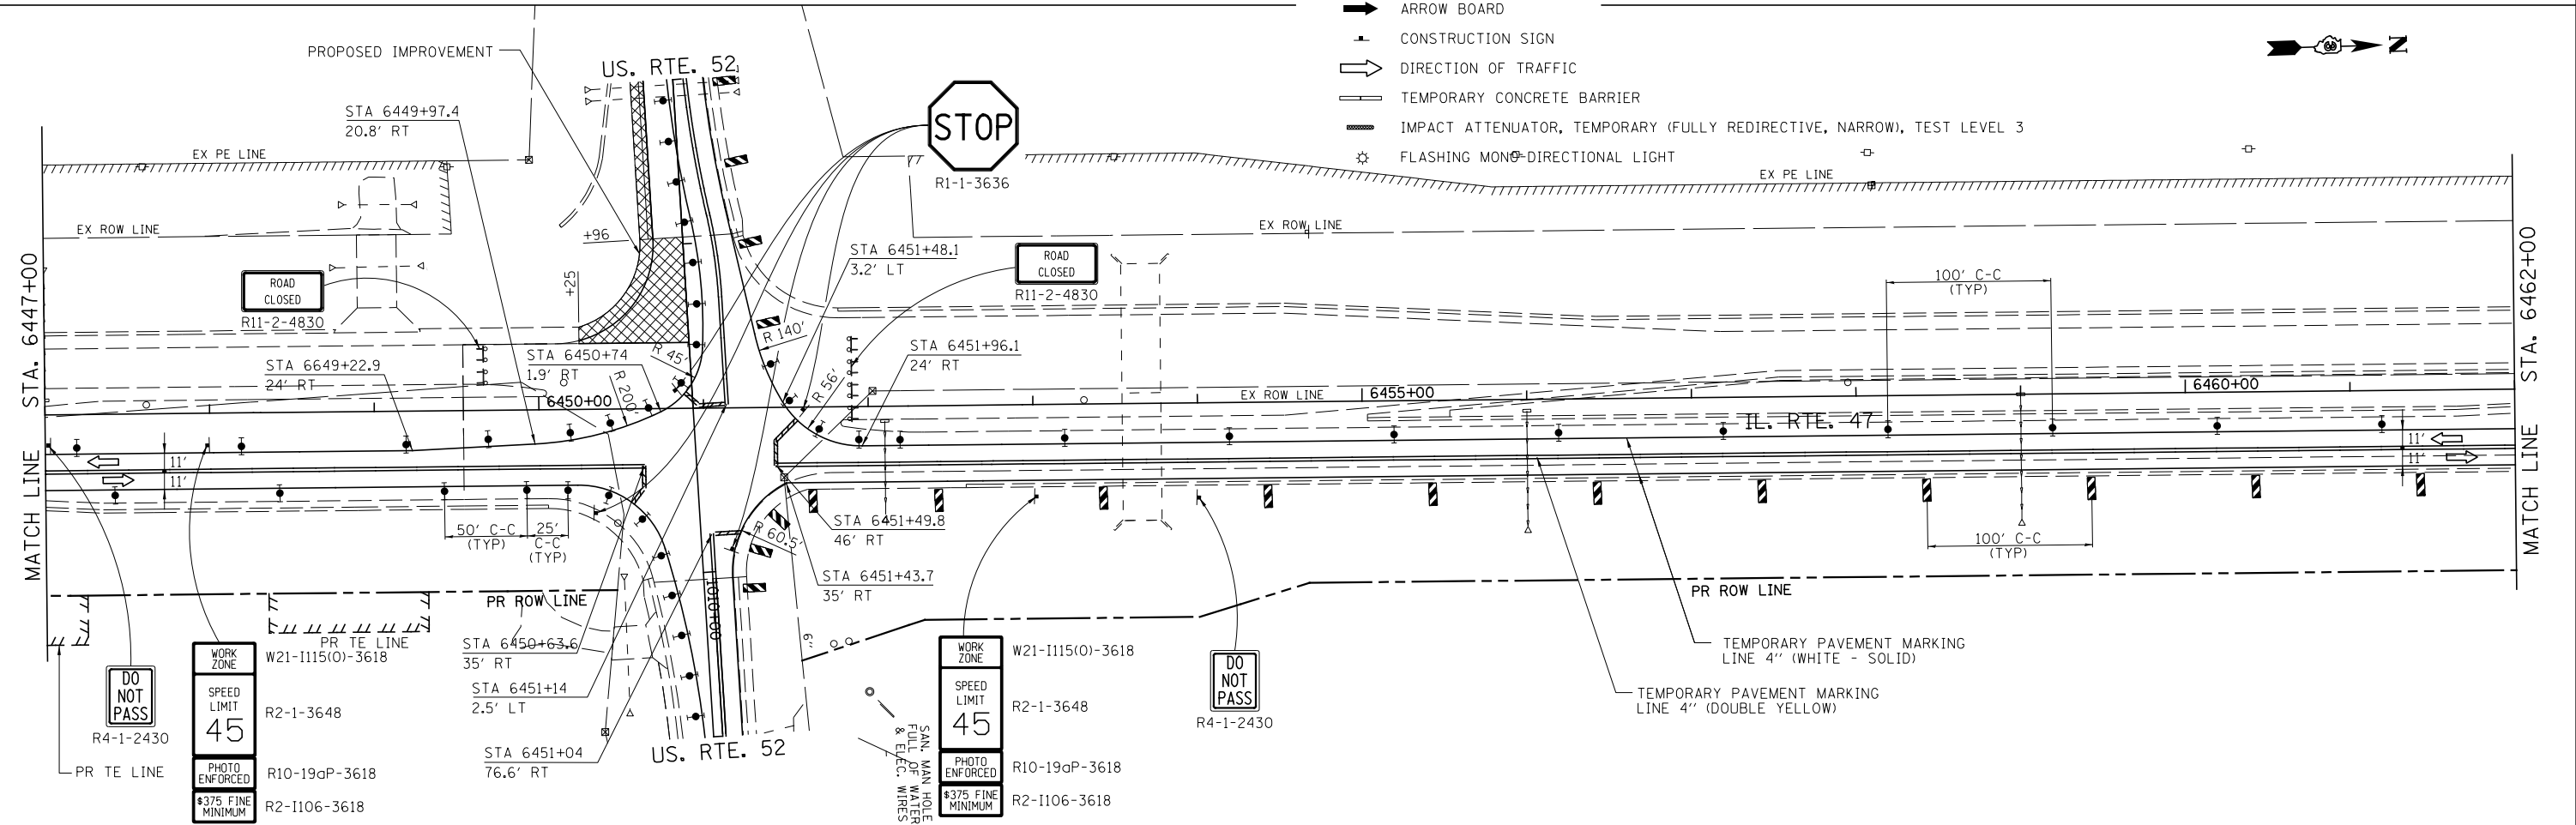 ARROW BOARD
CONSTRUCTION SIGN
DIRECTION OF TRAFFIC
TEMPORARY CONCRETE BARRIER
IMPACT ATTENUATOR, TEMPORARY (FULLY REDIRECTIVE, NARROW), TEST LEVEL 3
FLASHING MONO-DIRECTIONAL LIGHT
N
PROPOSED IMPROVEMENT
US. RTE. 52
STA 6449+97.4
20.8' RT
STOP
R1-1-3636
EX PE LINE
EX PE LINE
EX ROW LINE
EX ROW LINE
+96
+25
STA 6451+48.1
3.2' LT
ROAD
CLOSED
R11-2-4830
ROAD
CLOSED
R11-2-4830
100' C-C
(TYP)
STA. 6447+00
MATCH LINE
STA. 6462+00
MATCH LINE
R 140'
R 45'
R 200'
R 56'
STA 6450+74
1.9' RT
STA 6451+96.1
24' RT
STA 6649+22.9
24' RT
6450+00
EX ROW LINE
6455+00
6460+00
IL. RTE. 47
11'
11'
11'
11'
50' C-C
(TYP)
25'
C-C
(TYP)
R 60.5'
STA 6451+49.8
46' RT
100' C-C
(TYP)
STA 6451+43.7
35' RT
1010+00
PR ROW LINE
PR ROW LINE
PR TE LINE
STA 6450+63.6
35' RT
STA 6451+14
2.5' LT
STA 6451+04
76.6' RT
US. RTE. 52
6'
TEMPORARY PAVEMENT MARKING
LINE 4" (WHITE - SOLID)
TEMPORARY PAVEMENT MARKING
LINE 4" (DOUBLE YELLOW)
DO
NOT
PASS
R4-1-2430
PR TE LINE
WORK
ZONE
W21-I115(O)-3618
SPEED
LIMIT
45
R2-1-3648
PHOTO
ENFORCED
R10-19aP-3618
$375 FINE
MINIMUM
R2-I106-3618
SAN. MAN HOLE
FULL OF WATER
& ELEC. WIRES
WORK
ZONE
W21-I115(O)-3618
SPEED
LIMIT
45
R2-1-3648
PHOTO
ENFORCED
R10-19aP-3618
$375 FINE
MINIMUM
R2-I106-3618
DO
NOT
PASS
R4-1-2430